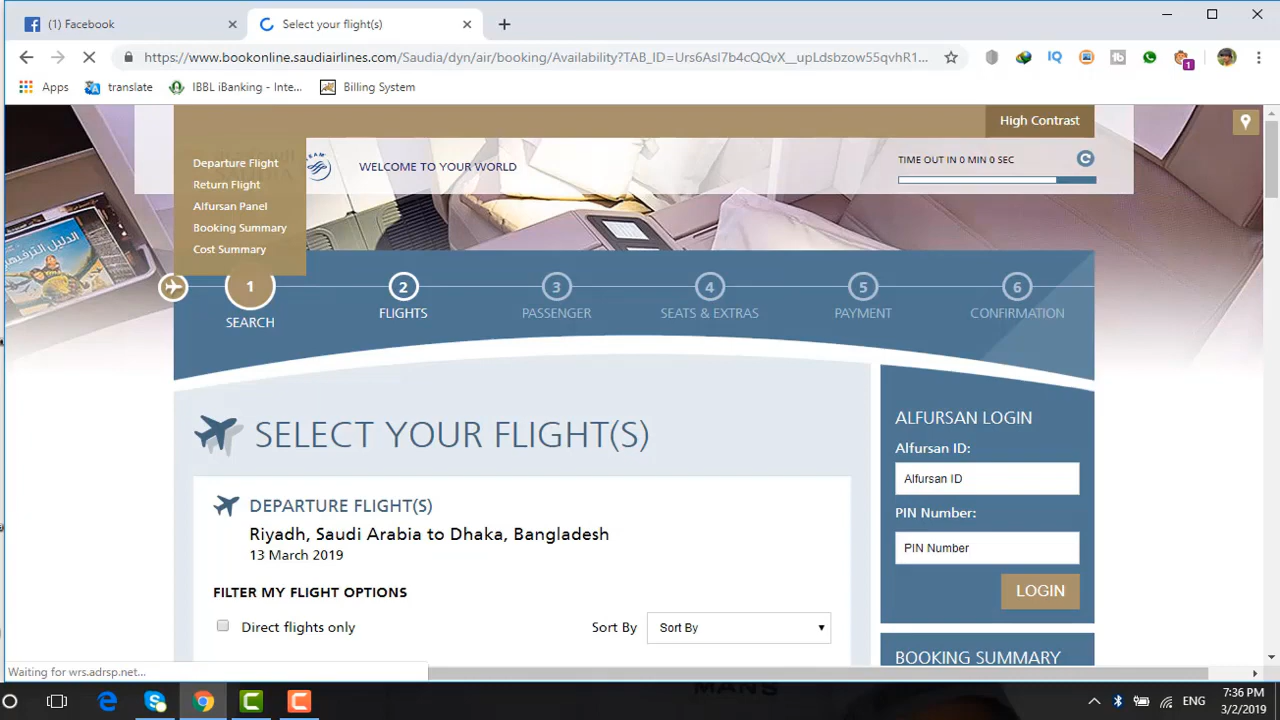 (1) Facebook
Select your flight(s)
https://www.bookonline.saudiairlines.com/Saudia/dyn/air/booking/Availability?TAB_ID=Urs6AsI7b4cQQvX__upLdsbzow55qvhR1...
IQ
1
Apps
translate
IBBL iBanking - Inte...
Billing System
High Contrast
Departure Flight
Return Flight
Alfursan Panel
Booking Summary
Cost Summary
WELCOME TO YOUR WORLD
TIME OUT IN 0 MIN 0 SEC
1
2
3
4
5
6
SEARCH
FLIGHTS
PASSENGER
SEATS & EXTRAS
PAYMENT
CONFIRMATION
SELECT YOUR FLIGHT(S)
DEPARTURE FLIGHT(S)
Riyadh, Saudi Arabia to Dhaka, Bangladesh
13 March 2019
FILTER MY FLIGHT OPTIONS
Direct flights only
Sort By
Sort By
ALFURSAN LOGIN
Alfursan ID:
Alfursan ID
PIN Number:
PIN Number
LOGIN
BOOKING SUMMARY
Waiting for wrs.adrsp.net...
ENG
7:36 PM
3/2/2019